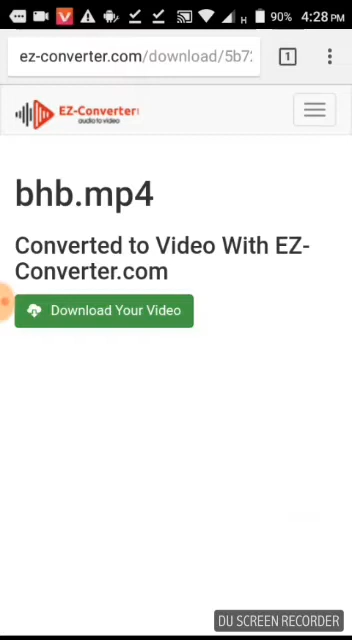 H 90% 4:28 PM
ez-converter.com/download/5b7
1
EZ-Converter
audio to video
bhb.mp4
Converted to Video With EZ-
Converter.com
Download Your Video
DU SCREEN RECORDER